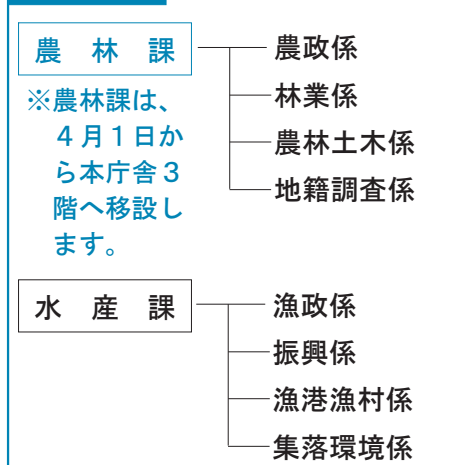 農林課
農政係
林業係
農林土木係
地籍調査係
※農林課は、
４月１日か
ら本庁舎３
階へ移設し
ます。
水産課
漁政係
振興係
漁港漁村係
集落環境係